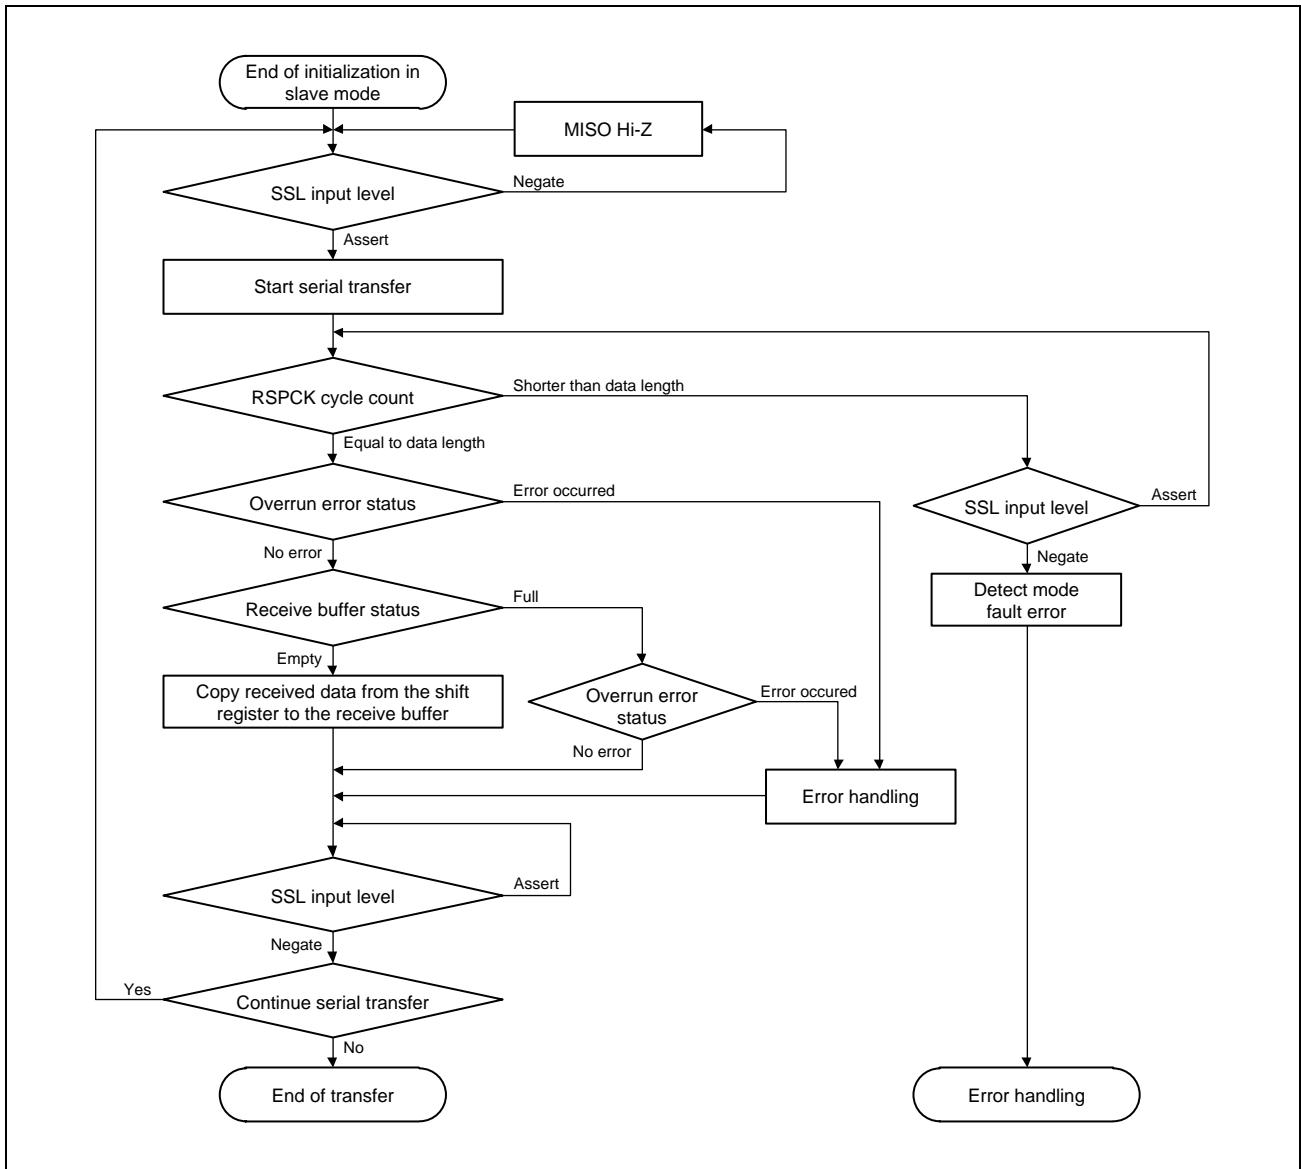 End of initialization in
slave mode
MISO Hi-Z
SSL input level
Negate
Assert
Start serial transfer
RSPCK cycle count
Shorter than data length
Equal to data length
Overrun error status
Error occurred
SSL input level
Assert
No error
Negate
Receive buffer status
Full
Detect mode
fault error
Empty
Copy received data from the shift
register to the receive buffer
Overrun error
status
Error occured
No error
Error handling
SSL input level
Assert
Negate
Yes
Continue serial transfer
No
End of transfer
Error handling